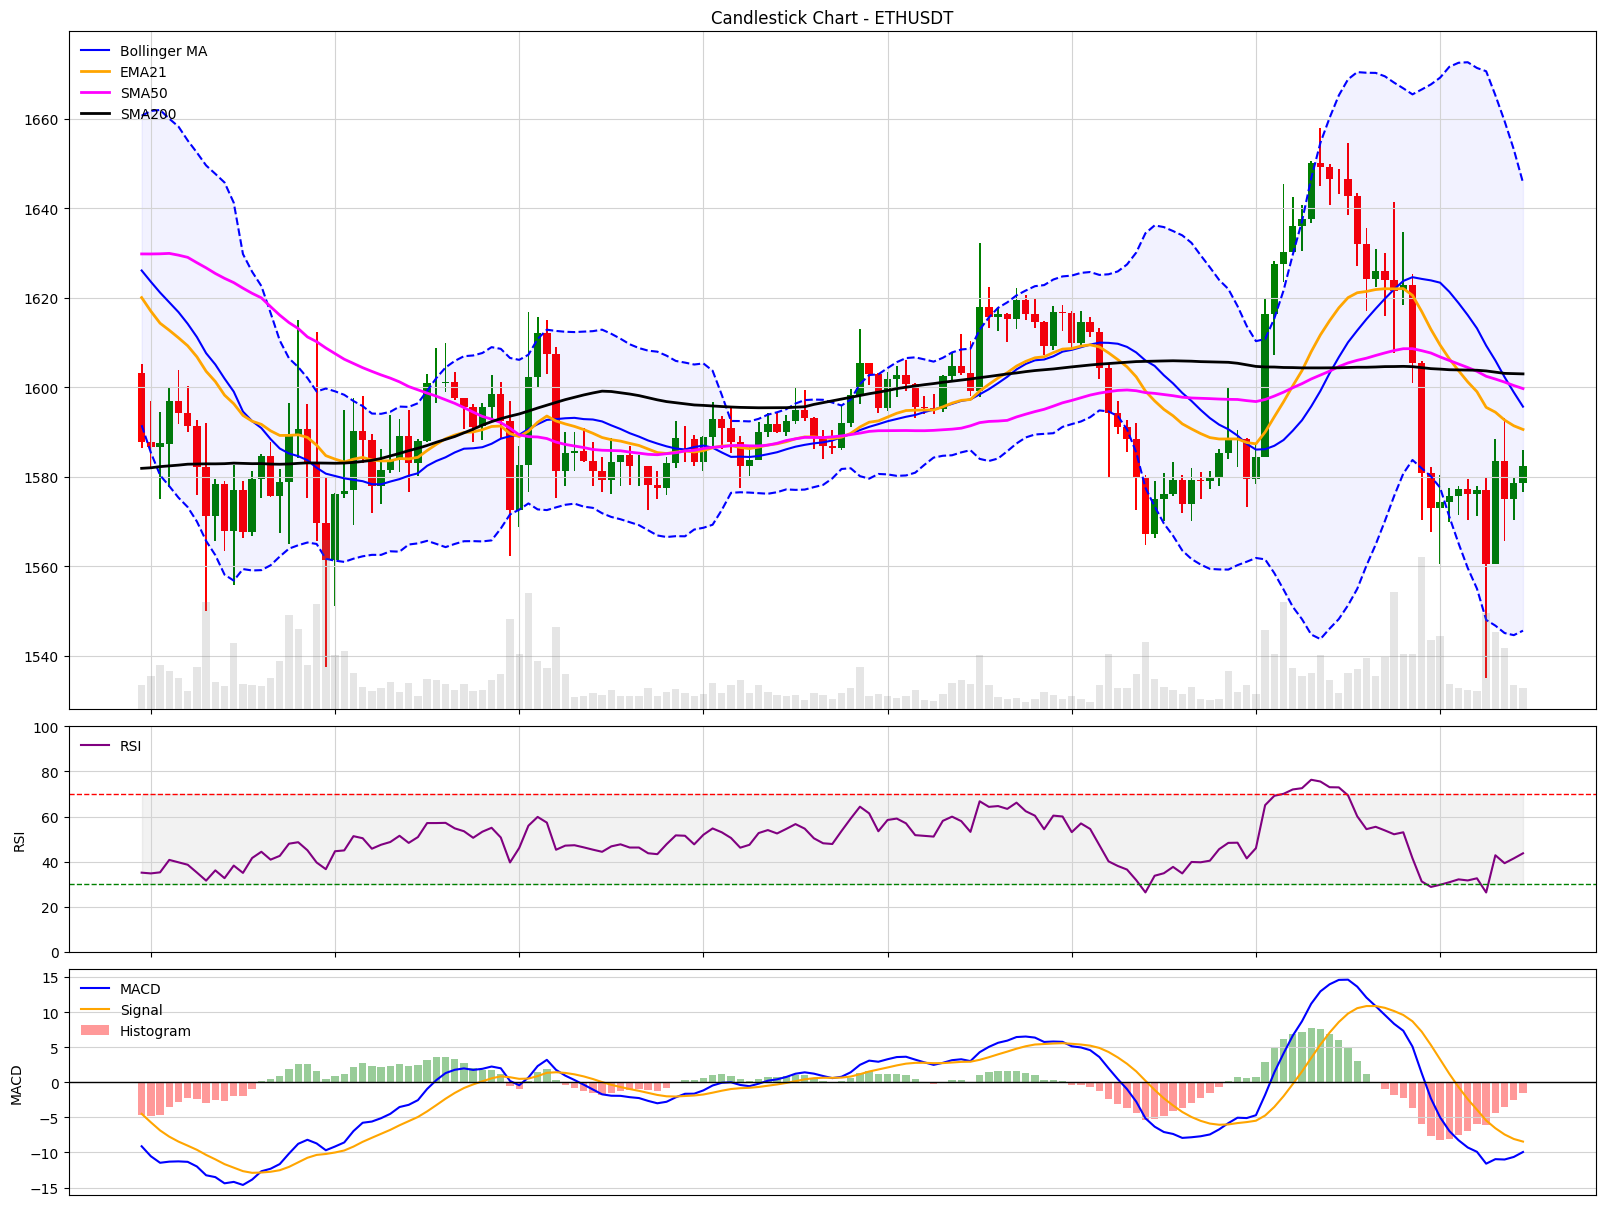 Candlestick Chart - ETHUSDT
Bollinger MA
EMA21
SMA50
SMA200
1660
1640
1620
1600
1580
1560
1540
RSI
100
80
60
40
20
0
RSI
MACD
Signal
Histogram
15
10
5
0
−5
−10
−15
MACD